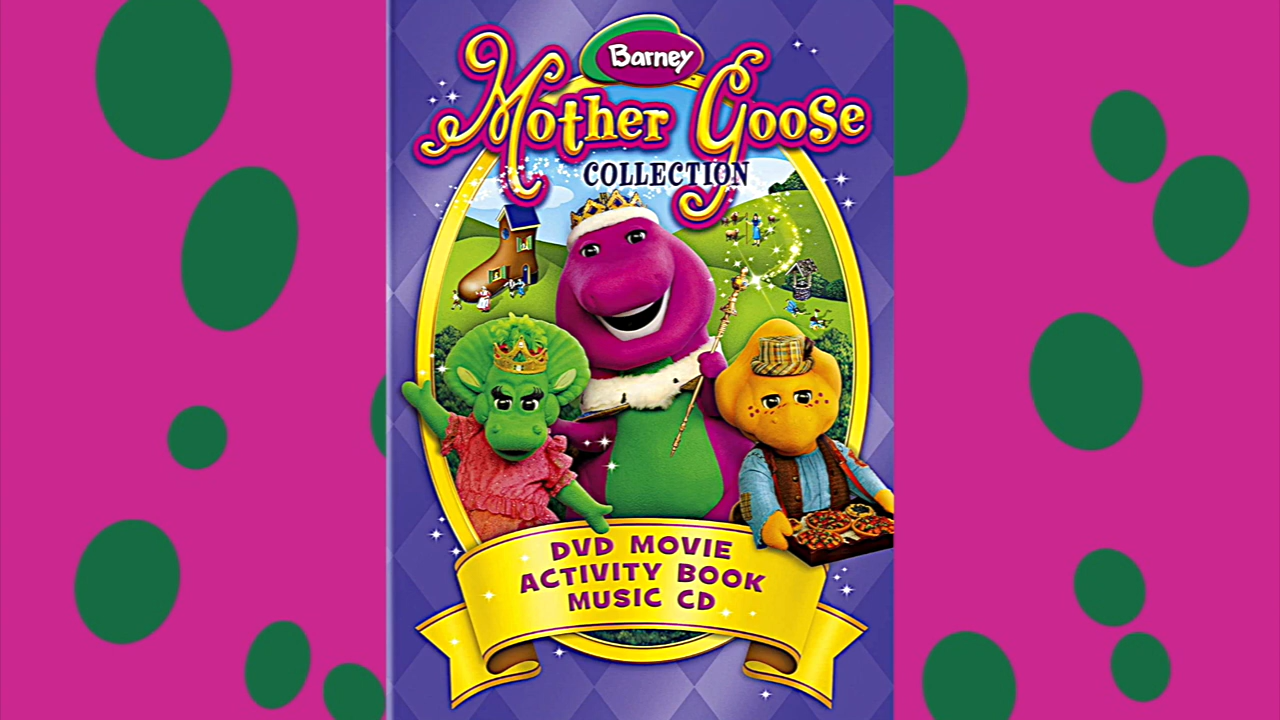 Barney
Mother Goose
COLLECTION
DVD MOVIE
ACTIVITY BOOK
MUSIC CD